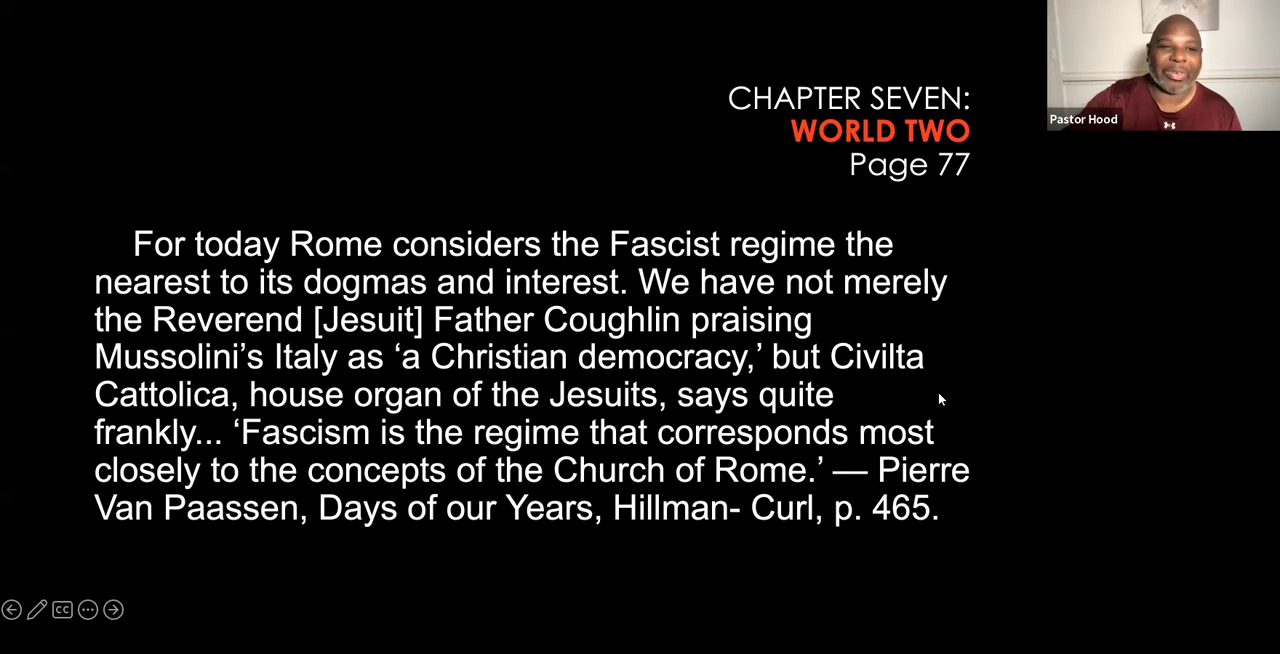 CHAPTER SEVEN:
WORLD TWO
Page 77
Pastor Hood
For today Rome considers the Fascist regime the
nearest to its dogmas and interest. We have not merely
the Reverend [Jesuit] Father Coughlin praising
Mussolini’s Italy as ‘a Christian democracy,’ but Civilta
Cattolica, house organ of the Jesuits, says quite
frankly... ‘Fascism is the regime that corresponds most
closely to the concepts of the Church of Rome.’ — Pierre
Van Paassen, Days of our Years, Hillman- Curl, p. 465.
CC